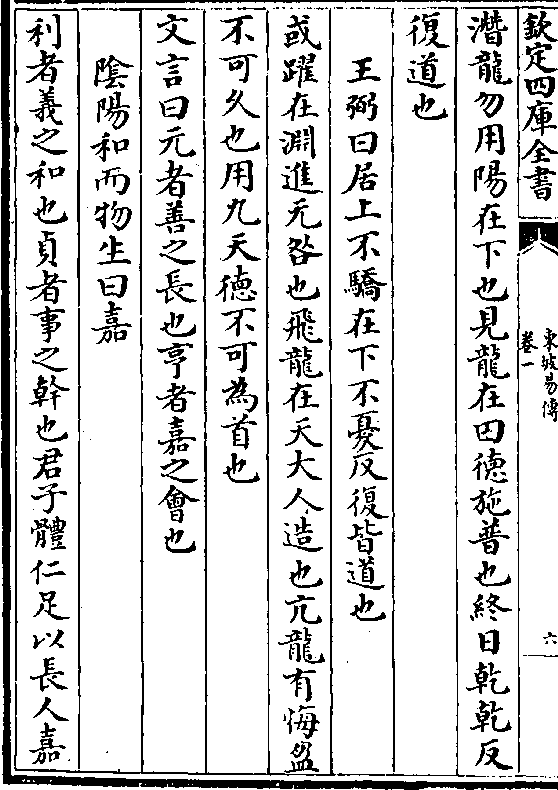 欽定四庫全書
東坡易傳
卷一
六
潛龍勿用陽在下也見龍在田德施普也終日乾乾反
復道也
王弼曰居上不驕在下不憂反復皆道也
或躍在淵進无咎也飛龍在天大人造也亢龍有悔盈
不可久也用九天德不可為首也
文言曰元者善之長也亨者嘉之會也
陰陽和而物生曰嘉
利者義之和也貞者事之幹也君子體仁足以長人嘉